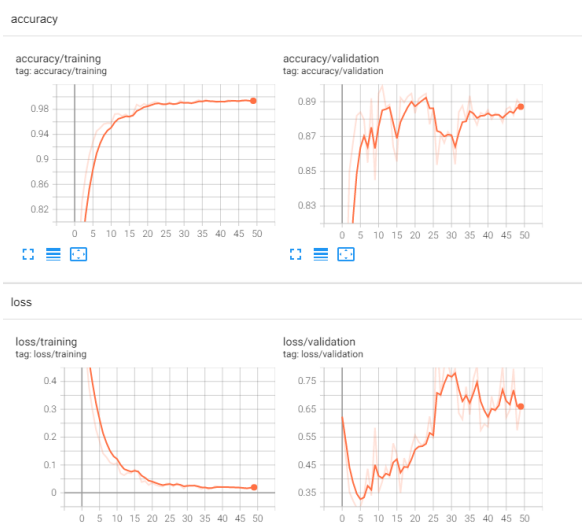 accuracy
accuracy/training
tag: accuracy/training
0.98
0.94
0.9
0.86
0.82
0 5 10 15 20 25 30 35 40 45 50
accuracy/validation
tag: accuracy/validation
0.89
0.87
0.85
0.83
0 5 10 15 20 25 30 35 40 45 50
loss
loss/training
tag: loss/training
0.4
0.3
0.2
0.1
0
0 5 10 15 20 25 30 35 40 45 50
loss/validation
tag: loss/validation
0.75
0.65
0.55
0.45
0.35
0 5 10 15 20 25 30 35 40 45 50